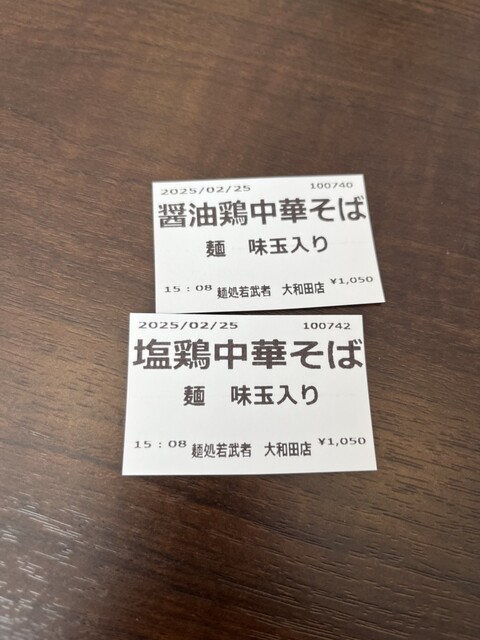 2025/02/25 100740
醤油鶏中華そば
麺 味玉入り
15:08 麺処若武者 大和田店 ¥1,050
2025/02/25 100742
塩鶏中華そば
麺 味玉入り
15:08 麺処若武者 大和田店 ¥1,050